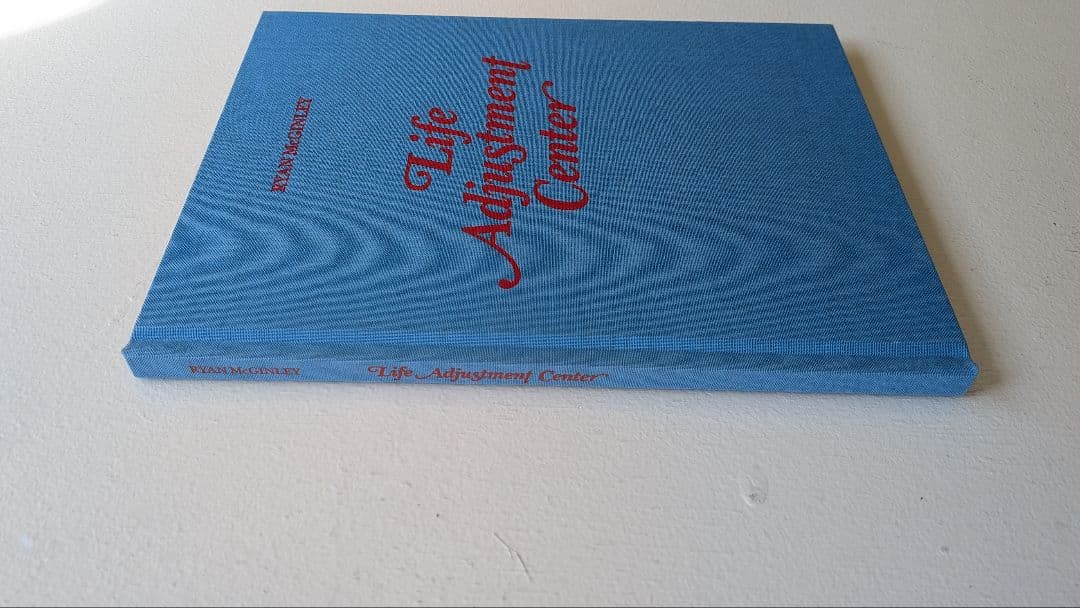 RYAN McGINLEY
Life
Adjustment
Center
RYAN McGINLEY Life Adjustment Center